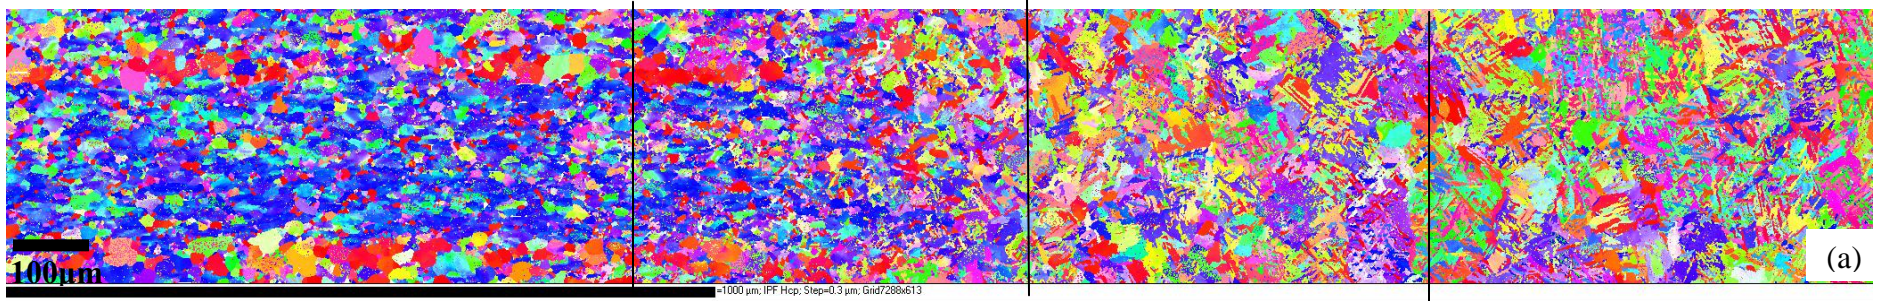 (a)
100µm
=1000 µm; IPF Hcp; Step=0.3 µm; Grid7288x613